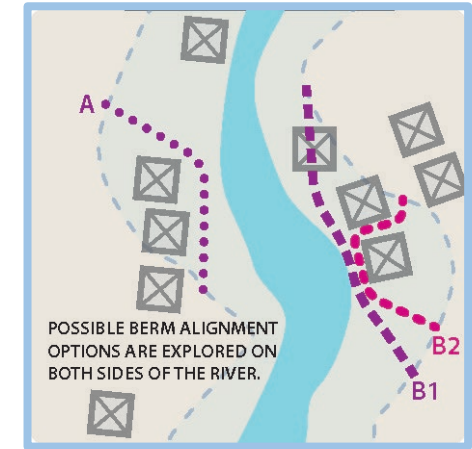 A
POSSIBLE BERM ALIGNMENT
OPTIONS ARE EXPLORED ON
BOTH SIDES OF THE RIVER.
B2
B1